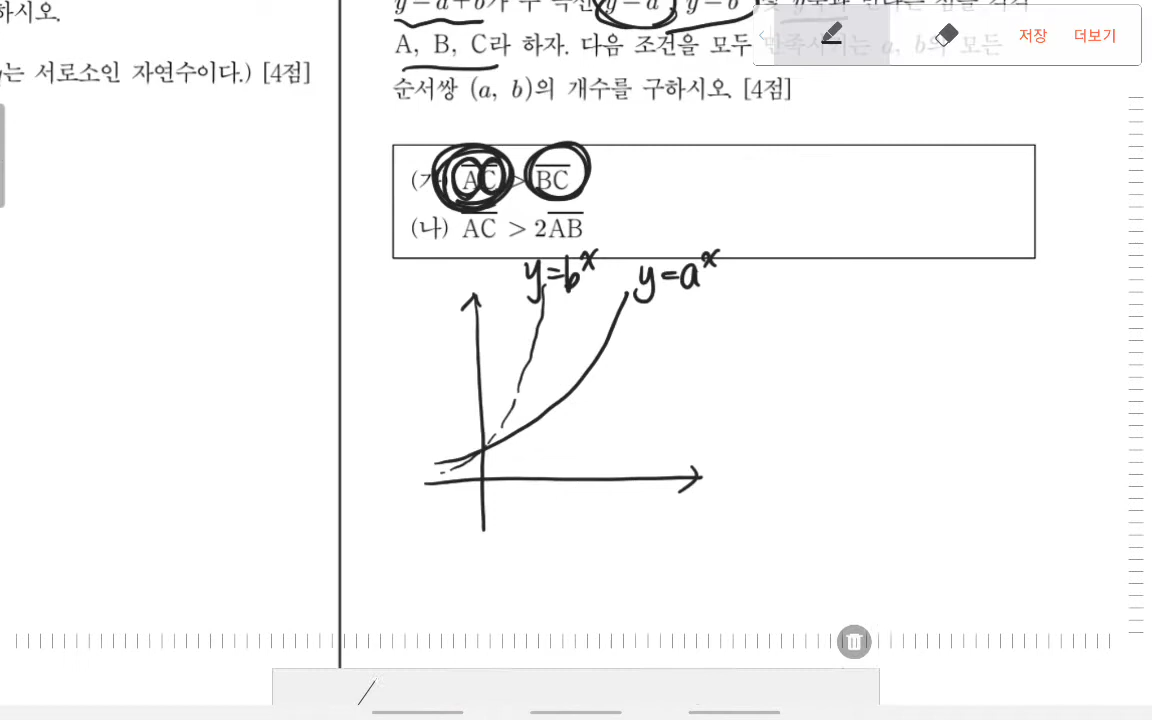 하시오.
는 서로소인 자연수이다.) [4점]
저장 더보기
A, B, C라 하자. 다음 조건을 모두 만족시키는 a, b의 모든
순서쌍 (a, b)의 개수를 구하시오. [4점]
(가) AC > BC
(나) AC > 2AB
y=b^x y=a^x